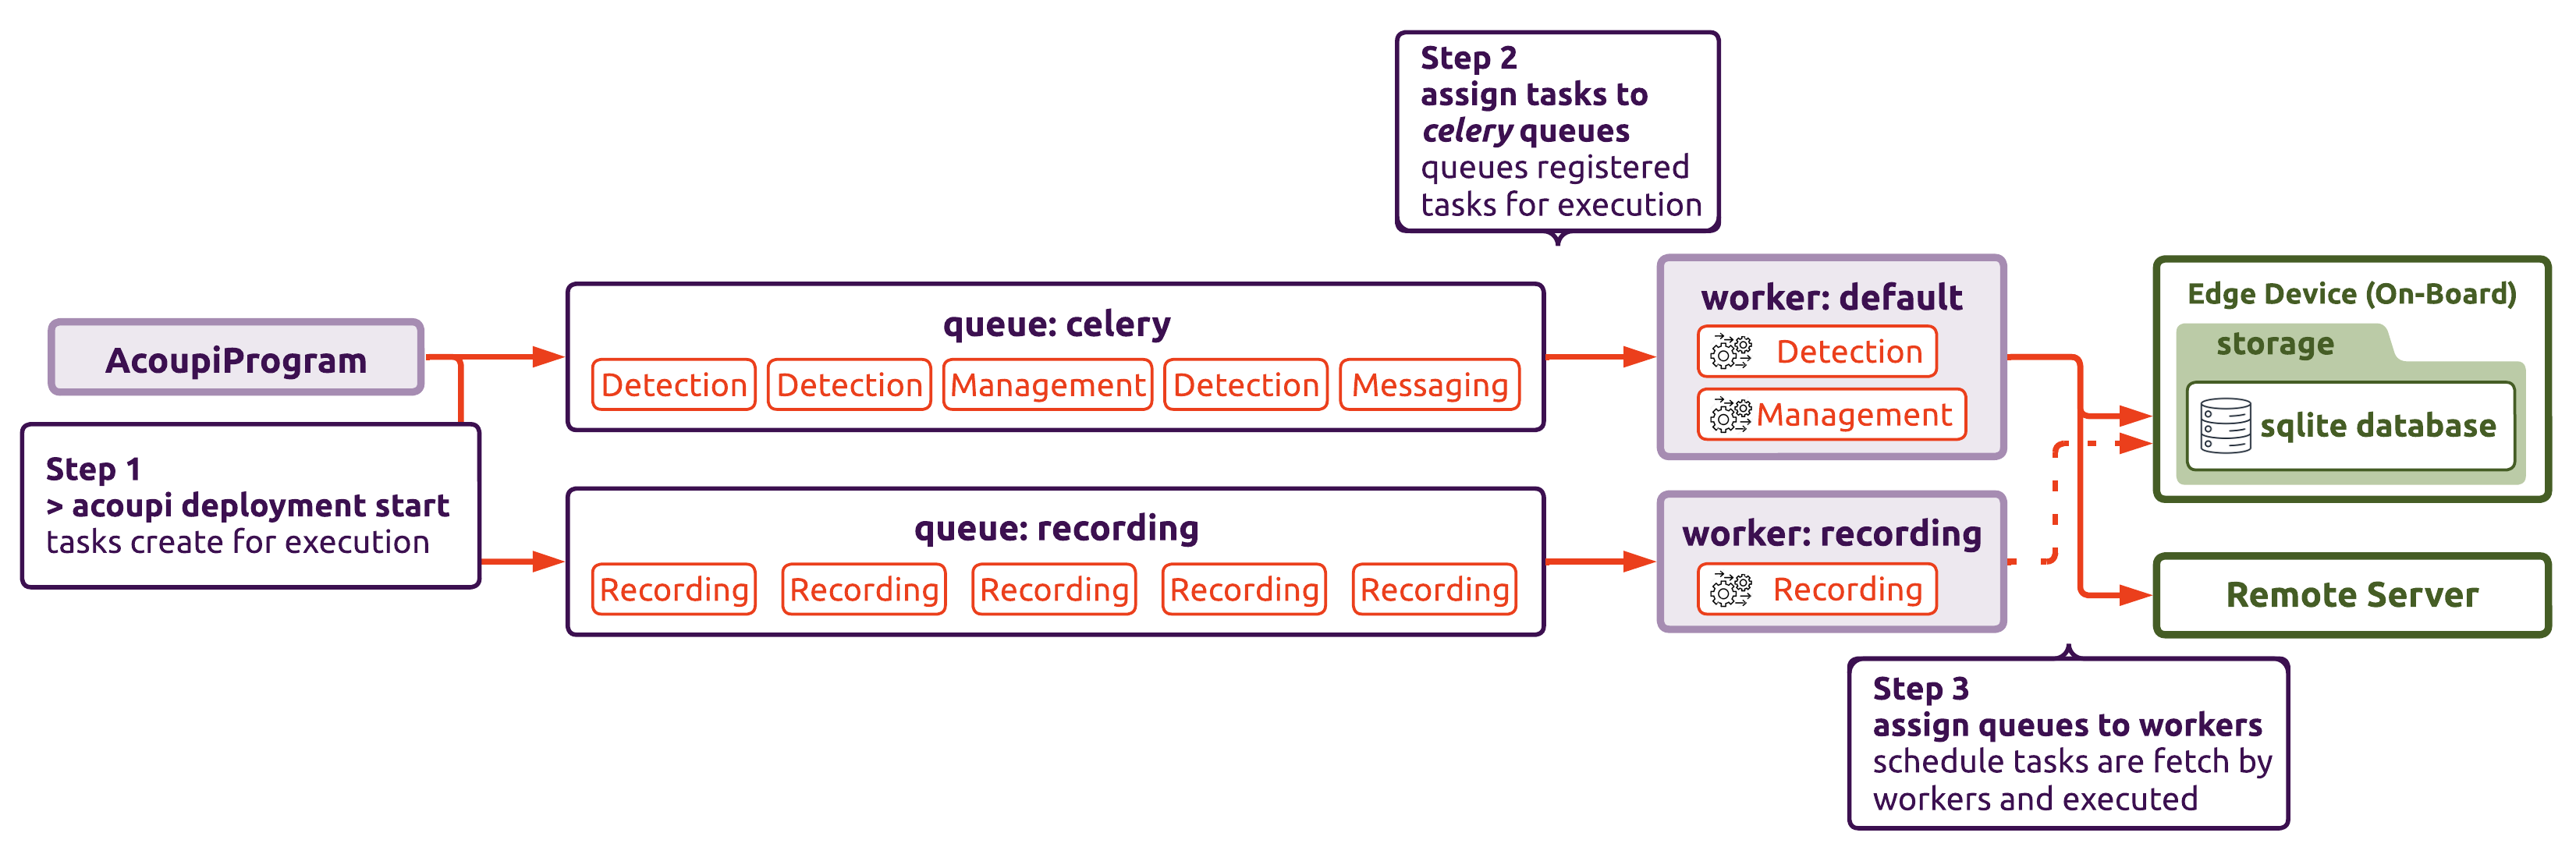 Step 2
assign tasks to
celery queues
queues registered
tasks for execution
AcoupiProgram
Step 1
> acoupi deployment start
tasks create for execution
queue: celery
Detection
Detection
Management
Detection
Messaging
queue: recording
Recording
Recording
Recording
Recording
Recording
worker: default
Detection
Management
worker: recording
Recording
Edge Device (On-Board)
storage
sqlite database
Remote Server
Step 3
assign queues to workers
schedule tasks are fetch by
workers and executed